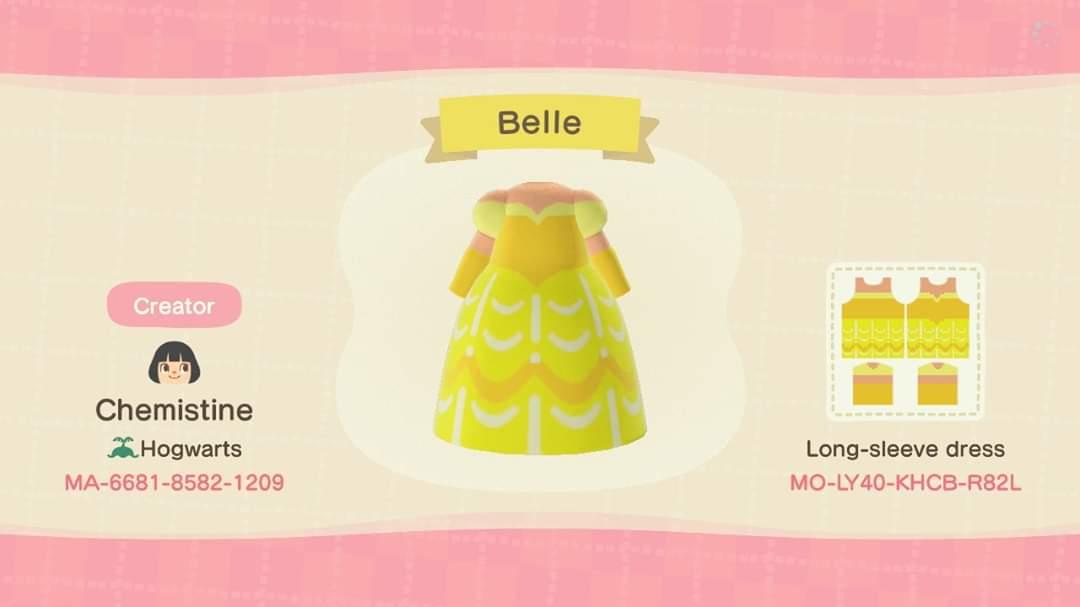 Belle
Creator
Chemistine
Hogwarts
MA-6681-8582-1209
Long-sleeve dress
MO-LY40-KHCB-R82L